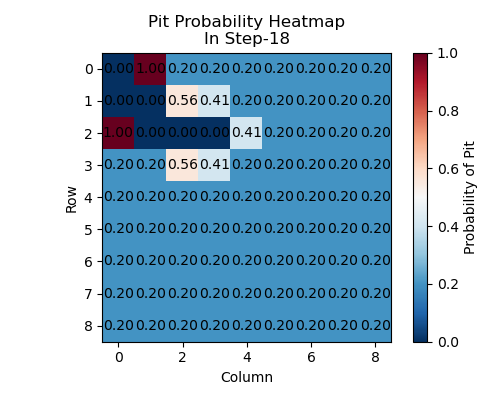 Pit Probability Heatmap
In Step-18
0 0.00 1.00 0.20 0.20 0.20 0.20 0.20 0.20 0.20
1 0.00 0.00 0.56 0.41 0.20 0.20 0.20 0.20 0.20
2 1.00 0.00 0.00 0.00 0.41 0.20 0.20 0.20 0.20
3 0.20 0.20 0.56 0.41 0.20 0.20 0.20 0.20 0.20
4 0.20 0.20 0.20 0.20 0.20 0.20 0.20 0.20 0.20
5 0.20 0.20 0.20 0.20 0.20 0.20 0.20 0.20 0.20
6 0.20 0.20 0.20 0.20 0.20 0.20 0.20 0.20 0.20
7 0.20 0.20 0.20 0.20 0.20 0.20 0.20 0.20 0.20
8 0.20 0.20 0.20 0.20 0.20 0.20 0.20 0.20 0.20
0 2 4 6 8
Column
Row
1.0
0.8
0.6
0.4
0.2
0.0
Probability of Pit